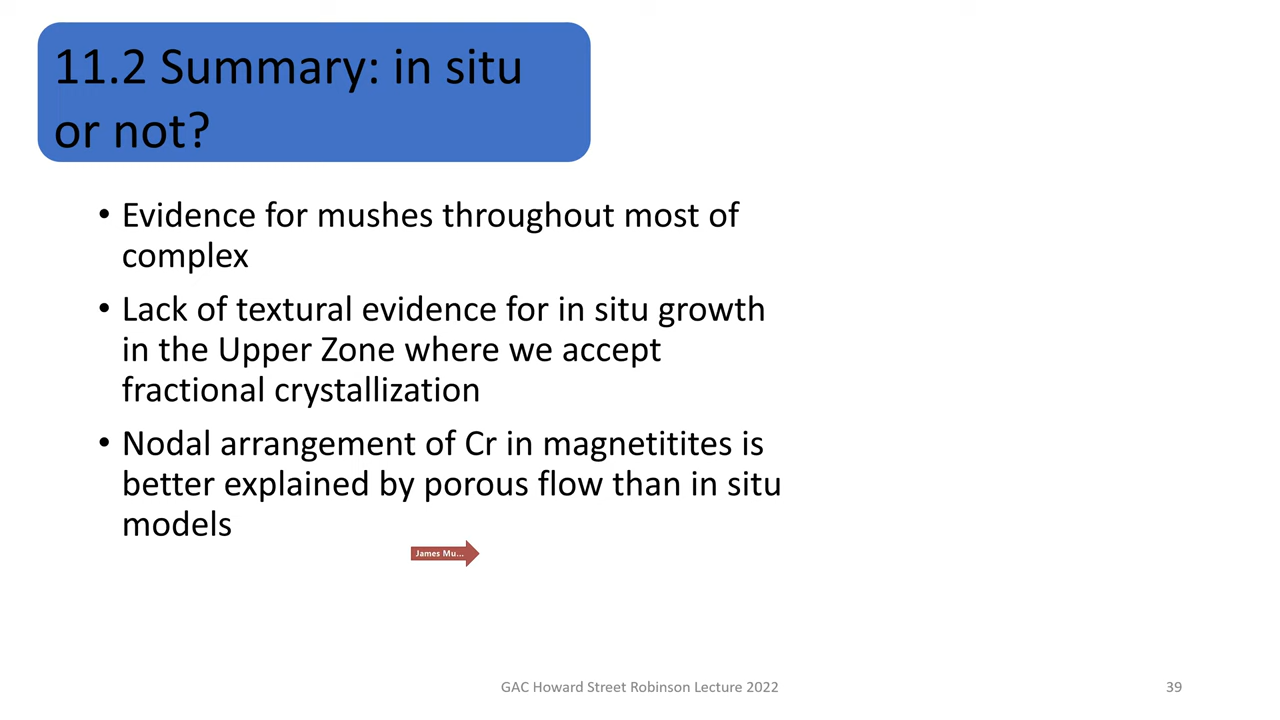 11.2 Summary: in situ
or not?
• Evidence for mushes throughout most of
complex
• Lack of textural evidence for in situ growth
in the Upper Zone where we accept
fractional crystallization
• Nodal arrangement of Cr in magnetitites is
better explained by porous flow than in situ
models
James Mu...
GAC Howard Street Robinson Lecture 2022
39